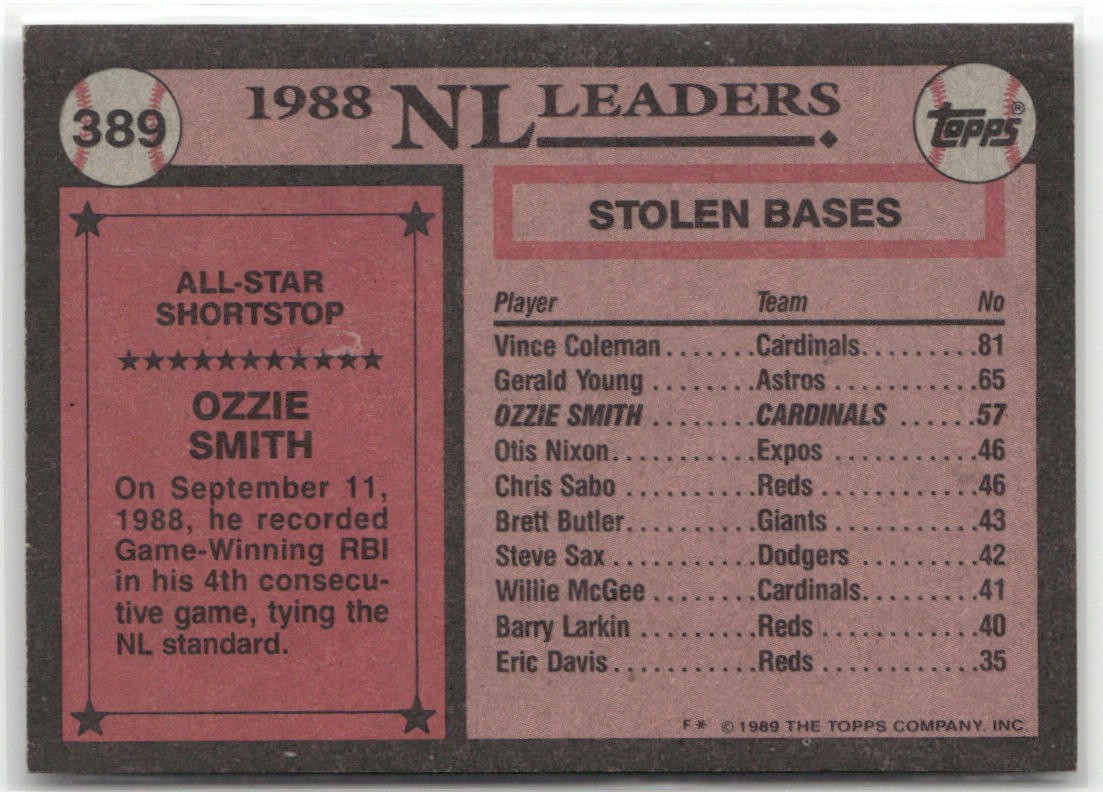 389
1988 NL LEADERS
topps®
ALL-STAR
SHORTSTOP
OZZIE
SMITH
On September 11,
1988, he recorded
Game-Winning RBI
in his 4th consecu-
tive game, tying the
NL standard.
STOLEN BASES
Player Team No
Vince Coleman.......Cardinals.........81
Gerald Young ........Astros ...........65
OZZIE SMITH ......CARDINALS ......57
Otis Nixon...........Expos ............46
Chris Sabo ..........Reds............46
Brett Butler..........Giants ...........43
Steve Sax ..........Dodgers .........42
Willie McGee ........Cardinals.........41
Barry Larkin .........Reds ............40
Eric Davis...........Reds ............35
F* © 1989 THE TOPPS COMPANY, INC.